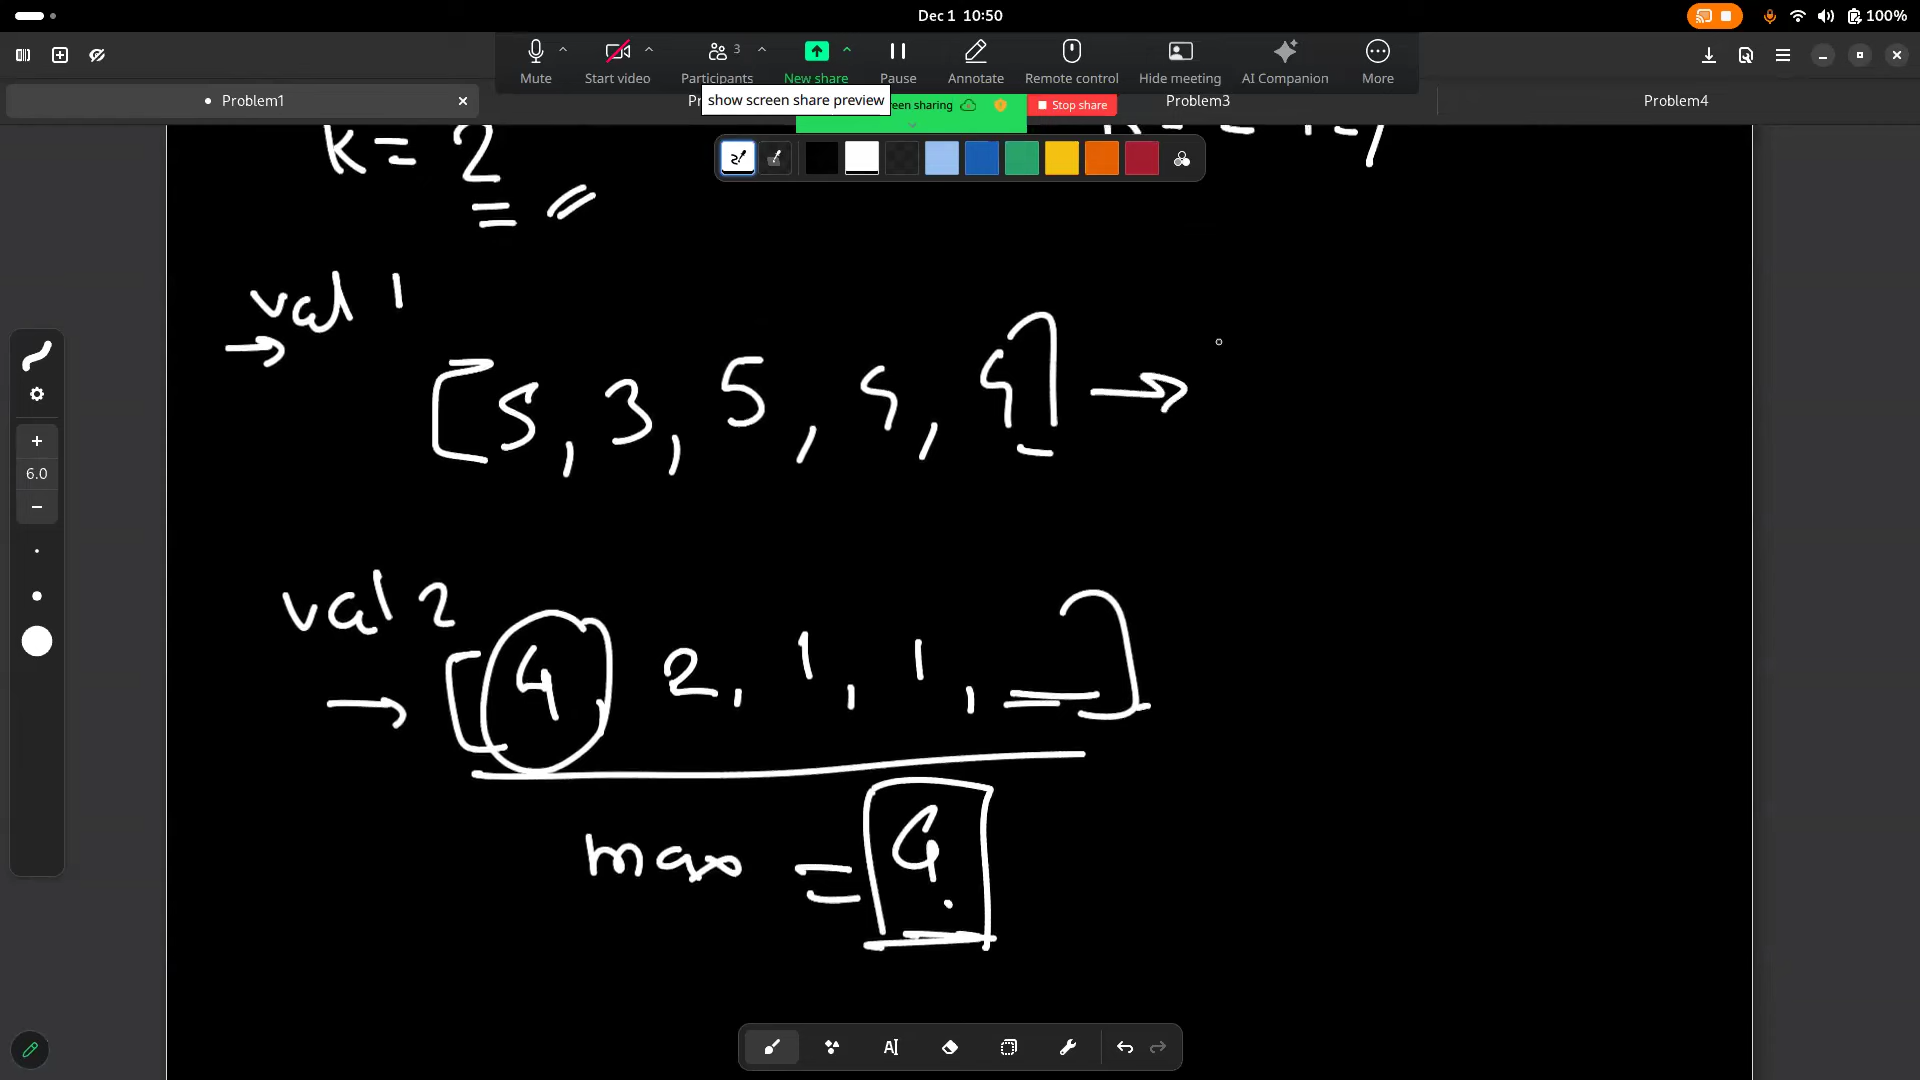 Dec 1 10:50
100%
Mute
Start video
Participants 3
New share
Pause
Annotate
Remote control
Hide meeting
AI Companion
More
Problem1
show screen share preview
reen sharing
Stop share
Problem3
Problem4
k = 2
val 1
[5, 3, 5, 4, 4] →
6.0
val 2
→ [4 2, 1, 1, _]
max = 4